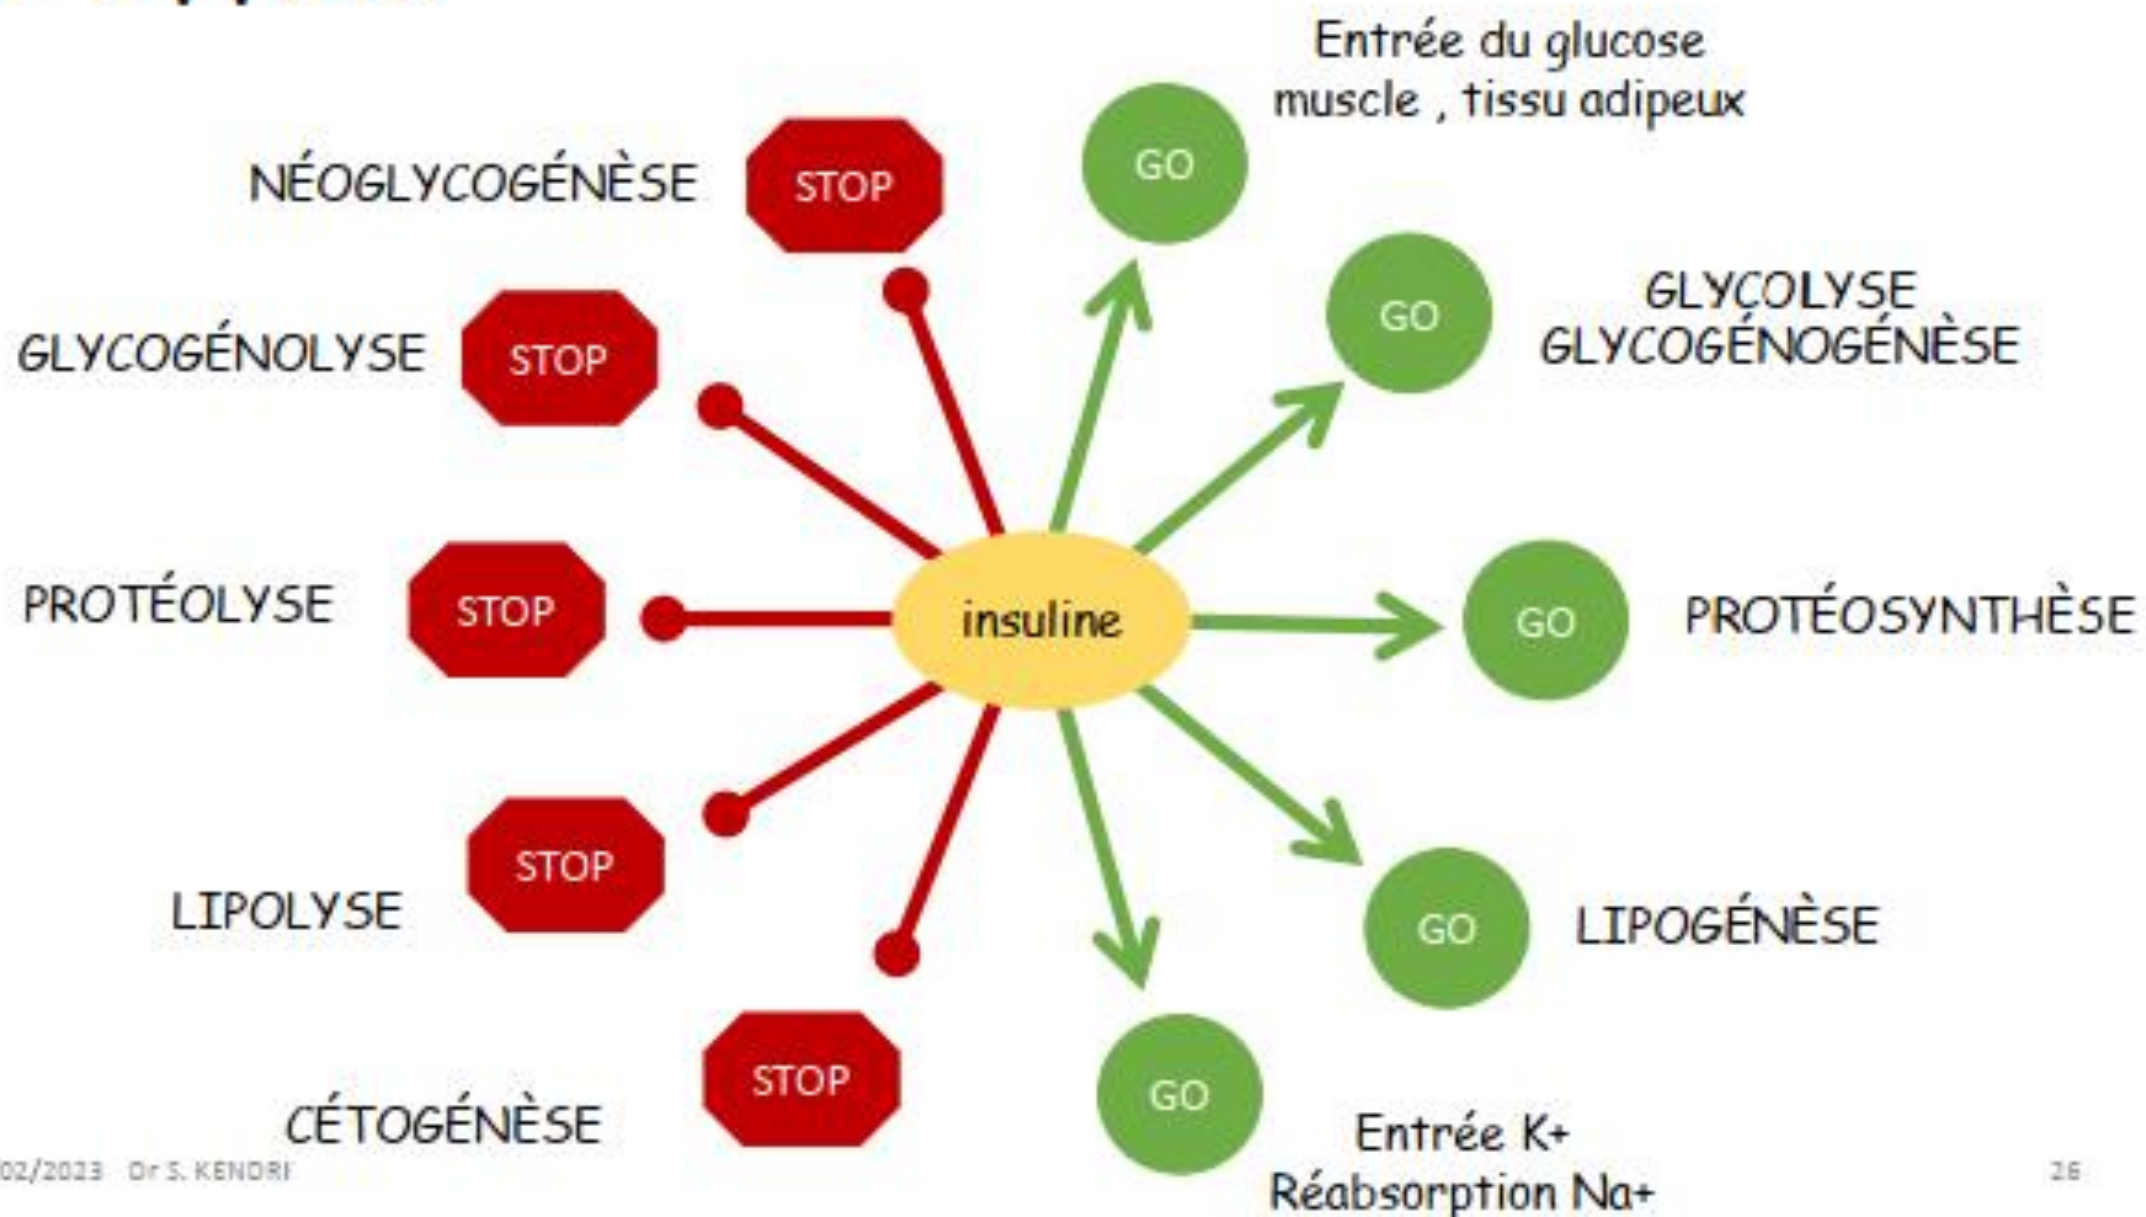 Entrée du glucose
muscle , tissu adipeux
GO
NÉOGLYCOGÉNÈSE
STOP
GO
GLYCOLYSE
GLYCOGÉNOGÉNÈSE
GLYCOGÉNOLYSE
STOP
PROTÉOLYSE
STOP
insuline
GO
PROTÉOSYNTHÈSE
LIPOLYSE
STOP
GO
LIPOGÉNÈSE
CÉTOGÉNÈSE
STOP
GO
Entrée K+
Réabsorption Na+
02/2023 Dr S. KENDRI
26